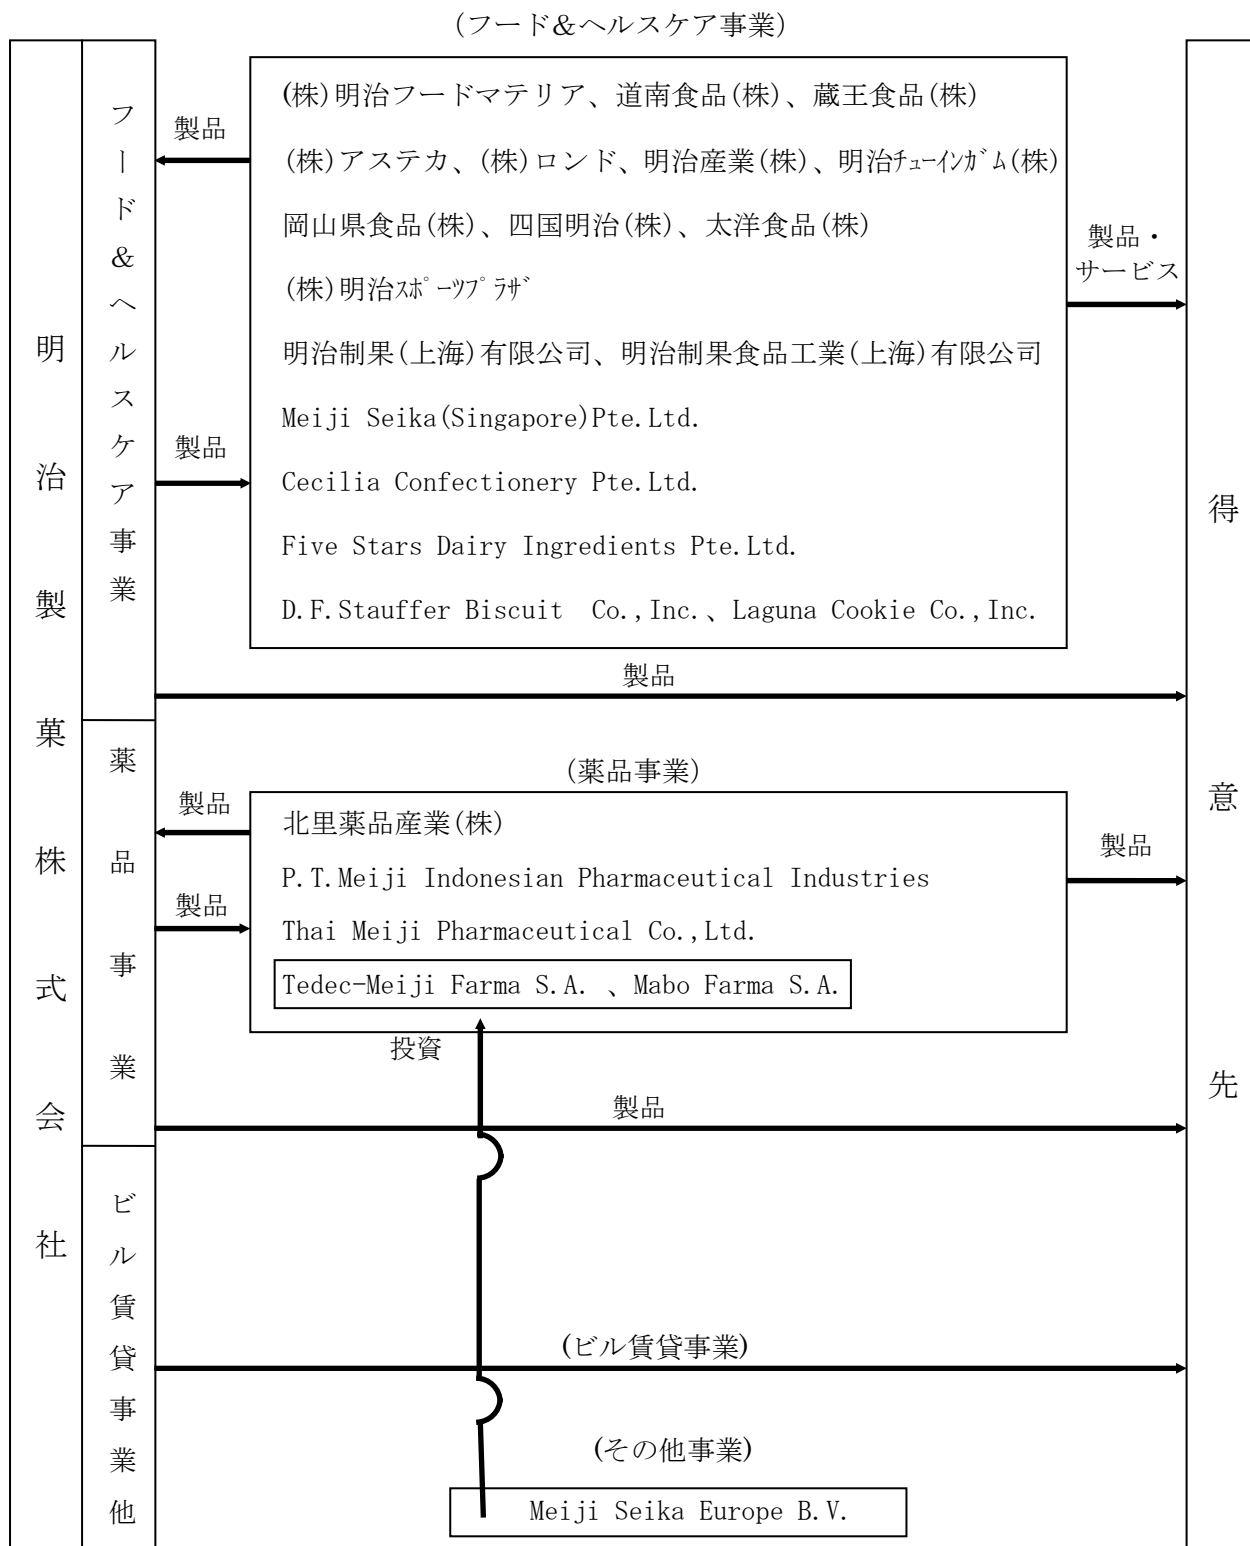 (フード&ヘルスケア事業)
明治製菓株式会社
フード&ヘルスケア事業
製品
(株)明治フードマテリア、道南食品(株)、蔵王食品(株)
(株)アステカ、(株)ロンド、明治産業(株)、明治ﾁｭｰｲﾝｶﾞﾑ(株)
岡山県食品(株)、四国明治(株)、太洋食品(株)
(株)明治ｽﾎﾟｰﾂﾌﾟﾗｻﾞ
明治制果(上海)有限公司、明治制果食品工業(上海)有限公司
Meiji Seika(Singapore)Pte.Ltd.
Cecilia Confectionery Pte.Ltd.
Five Stars Dairy Ingredients Pte.Ltd.
D.F.Stauffer Biscuit Co.,Inc.、Laguna Cookie Co.,Inc.
製品
製品・
サービス
得意先
製品
薬品事業
(薬品事業)
製品
北里薬品産業(株)
P.T.Meiji Indonesian Pharmaceutical Industries
Thai Meiji Pharmaceutical Co.,Ltd.
Tedec-Meiji Farma S.A. 、Mabo Farma S.A.
製品
製品
投資
製品
ビル賃貸事業他
(ビル賃貸事業)
(その他事業)
Meiji Seika Europe B.V.